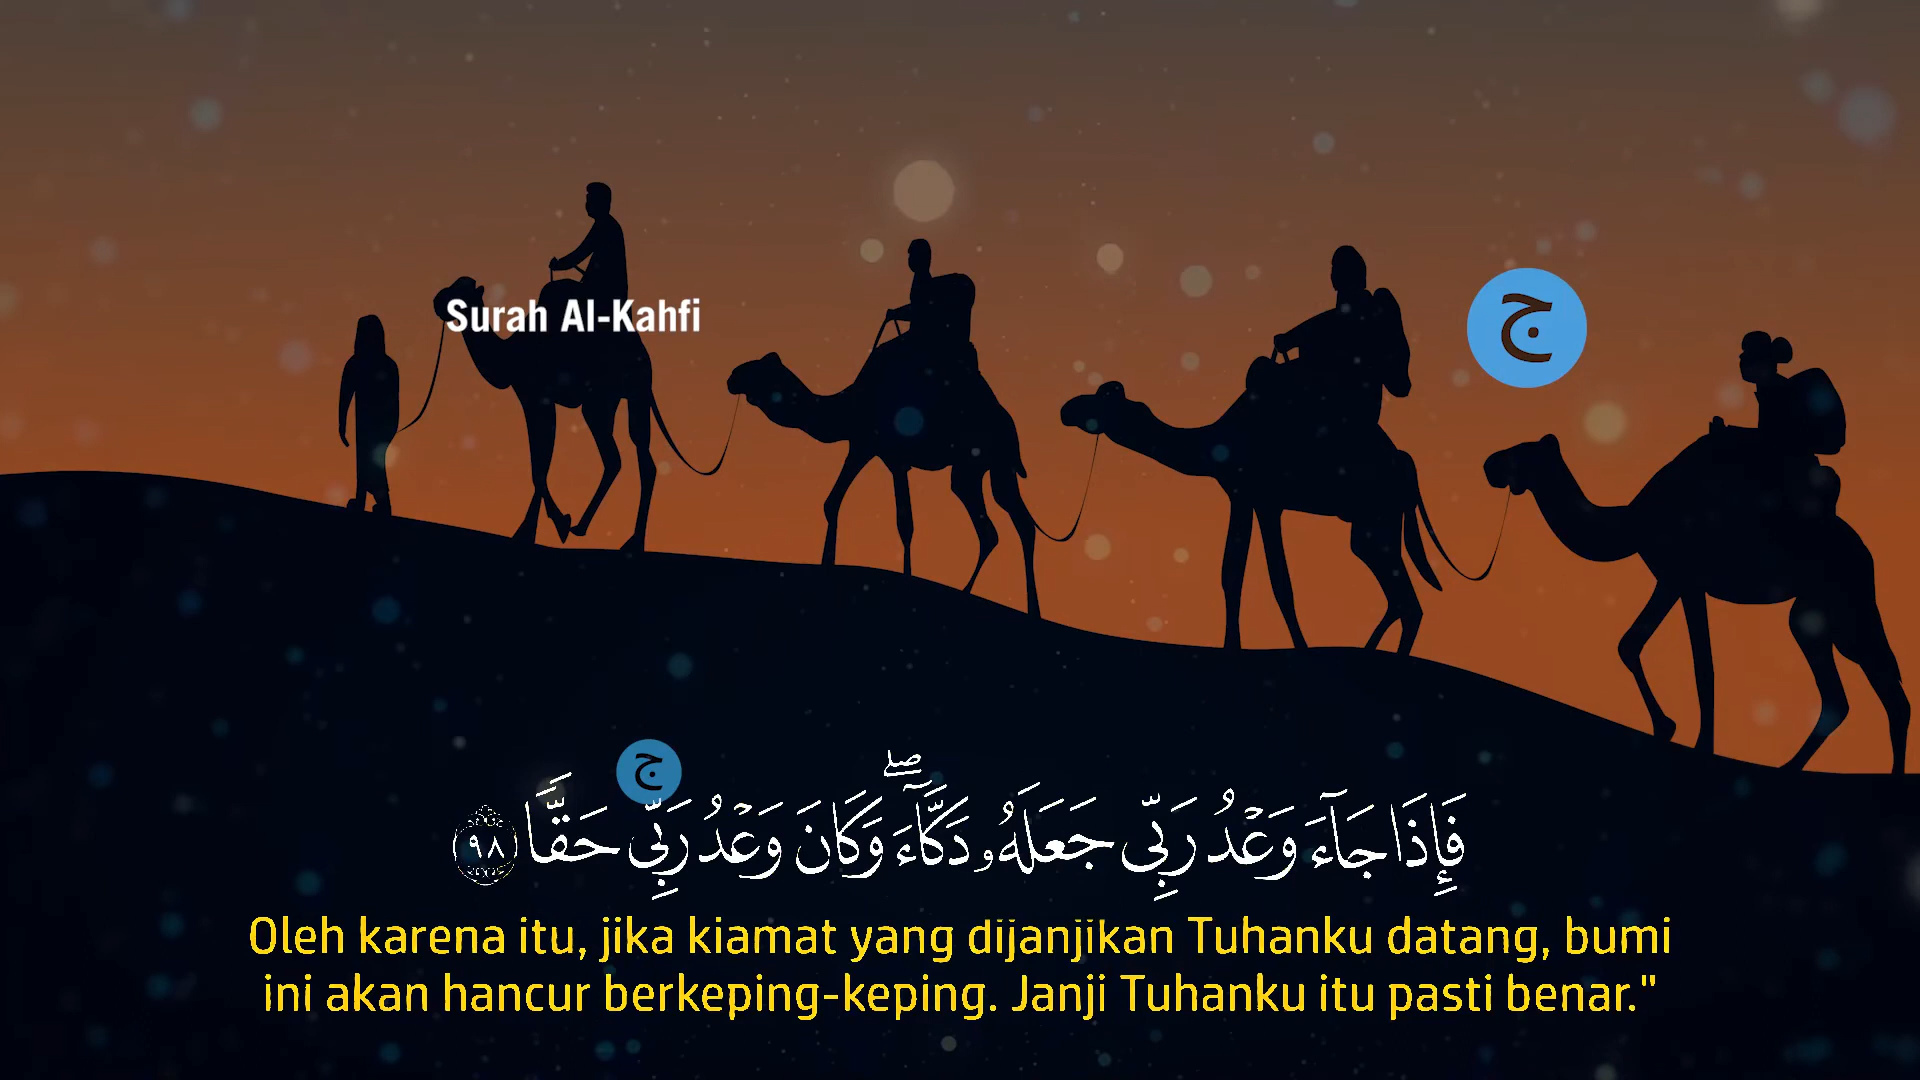 Surah Al-Kahfi
ج
ج
فَإِذَا جَآءَ وَعْدُ رَبِّى جَعَلَهُۥ دَكَّآءَ ۖ وَكَانَ وَعْدُ رَبِّى حَقًّا ٩٨
Oleh karena itu, jika kiamat yang dijanjikan Tuhanku datang, bumi
ini akan hancur berkeping-keping. Janji Tuhanku itu pasti benar."